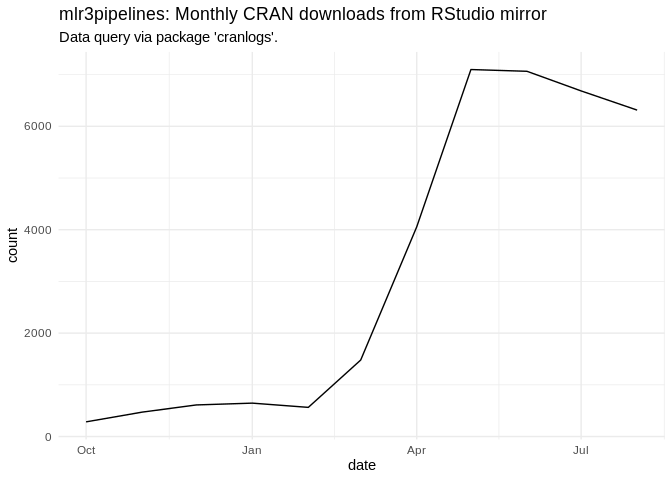 mlr3pipelines: Monthly CRAN downloads from RStudio mirror
Data query via package 'cranlogs'.
count
6000
4000
2000
0
Oct
Jan
Apr
Jul
date